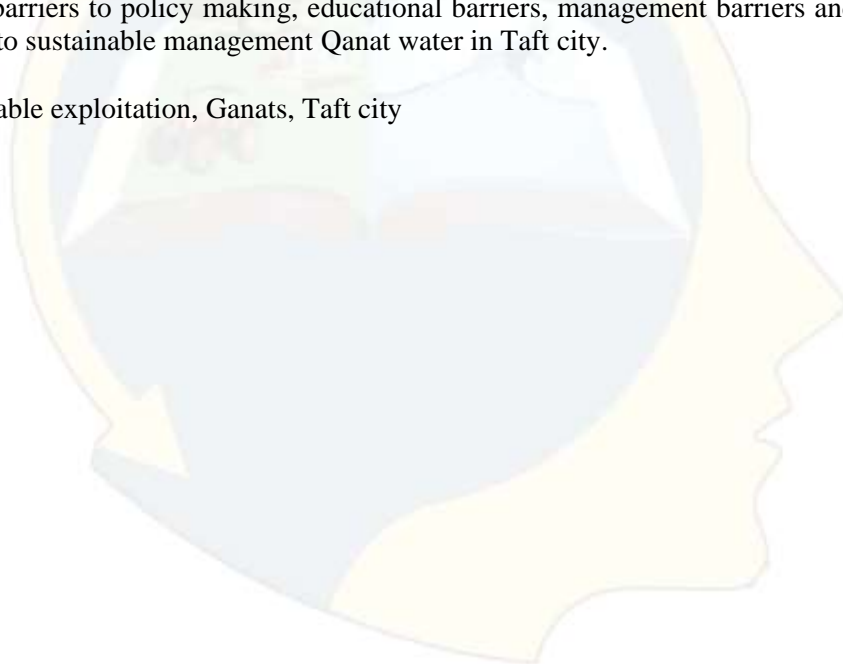 barriers to policy making, educational barriers, management barriers and
to sustainable management Qanat water in Taft city.
able exploitation, Ganats, Taft city